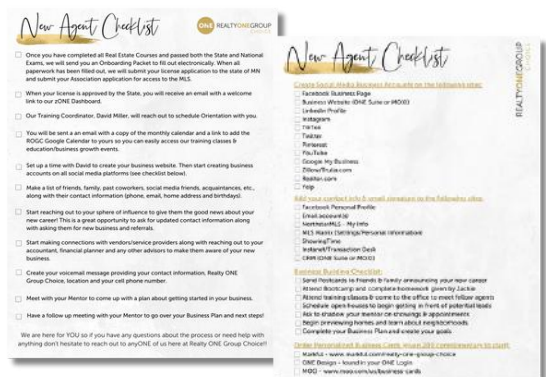 New Agent Checklist
ONE REALTYONEGROUP
CHOICE
Once you have completed all Real Estate Courses and passed both the State and National
Exams, we will send you an Onboarding Packet to fill out electronically. When all
paperwork has been filled out, we will submit your license application to the state of MN
and submit your Association application for access to the MLS.
When your license is approved by the State, you will receive an email with a welcome
link to our zONE Dashboard.
Our Training Coordinator, David Miller, will reach out to schedule Orientation with you.
You will be sent a an email with a copy of the monthly calendar and a link to add the
ROGC Google Calendar to yours so you can easily access our training classes &
education/business growth events.
Set up a time with David to create your business website. Then start creating business
accounts on all social media platforms (see checklist below).
Make a list of friends, family, past coworkers, social media friends, acquaintances, etc.,
along with their contact information (phone, email, home address and birthdays).
Start reaching out to your sphere of influence to give them the good news about your
new career! This is a great opportunity to ask for updated contact information along
with asking them for new business and referrals.
Start making connections with vendors/service providers along with reaching out to your
accountant, financial planner and any other advisors to make them aware of your new
business.
Create your voicemail message providing your contact information, Realty ONE
Group Choice, location and your cell phone number.
Meet with your Mentor to come up with a plan about getting started in your business.
Have a follow up meeting with your Mentor to go over your Business Plan and next steps!
We are here for YOU so if you have any questions about the process or need help with
anything don't hesitate to reach out to anyONE of us here at Realty ONE Group Choice!!
New Agent Checklist
REALTYONEGROUP
Create Social Media Business Accounts on the following sites:
Facebook Business Page
Business Website (ONE Suite or MOXI)
LinkedIn Profile
Instagram
TikTok
Twitter
Pinterest
YouTube
Google My Business
Zillow/Trulia.com
Realtor.com
Yelp
Add your contact info & email signature to the following sites:
Facebook Personal Profile
Email account(s)
NorthstarMLS - My Info
MLS Matrix (Settings/Personal Information)
ShowingTime
Instanet/Transaction Desk
CRM (ONE Suite or MOXI)
Business Building Checklist:
Send Postcards to friends & family announcing your new career
Attend Bootcamp and complete homework given by Jackie
Attend training classes & come to the office to meet fellow agents
Schedule open houses to begin getting in front of potential leads
Ask to shadow your mentor on showings & appointments
Begin previewing homes and learn about neighborhoods
Complete your Business Plan and create your goals
Order Personalized Business Cards
Markful - www.markful.com/realty-one-group-choice
ONE Design - found in your ONE Login
MOO - www.moo.com/us/business-cards